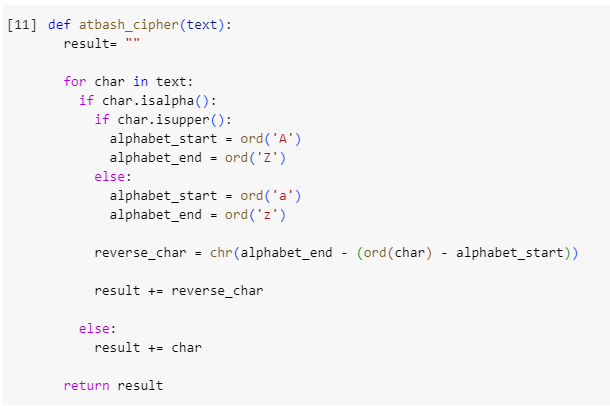 [11] def atbash_cipher(text):
result= ""
for char in text:
if char.isalpha():
if char.isupper():
alphabet_start = ord('A')
alphabet_end = ord('Z')
else:
alphabet_start = ord('a')
alphabet_end = ord('z')
reverse_char = chr(alphabet_end - (ord(char) - alphabet_start))
result += reverse_char
else:
result += char
return result